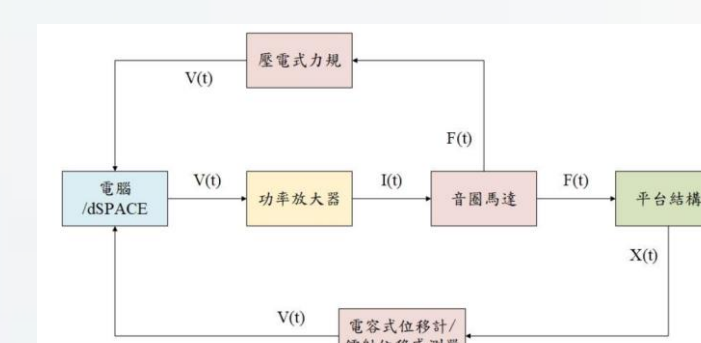 壓電式力規
V(t)
F(t)
電腦
/dSPACE
V(t)
功率放大器
I(t)
音圈馬達
F(t)
平台結構
X(t)
V(t)
電容式位移計/